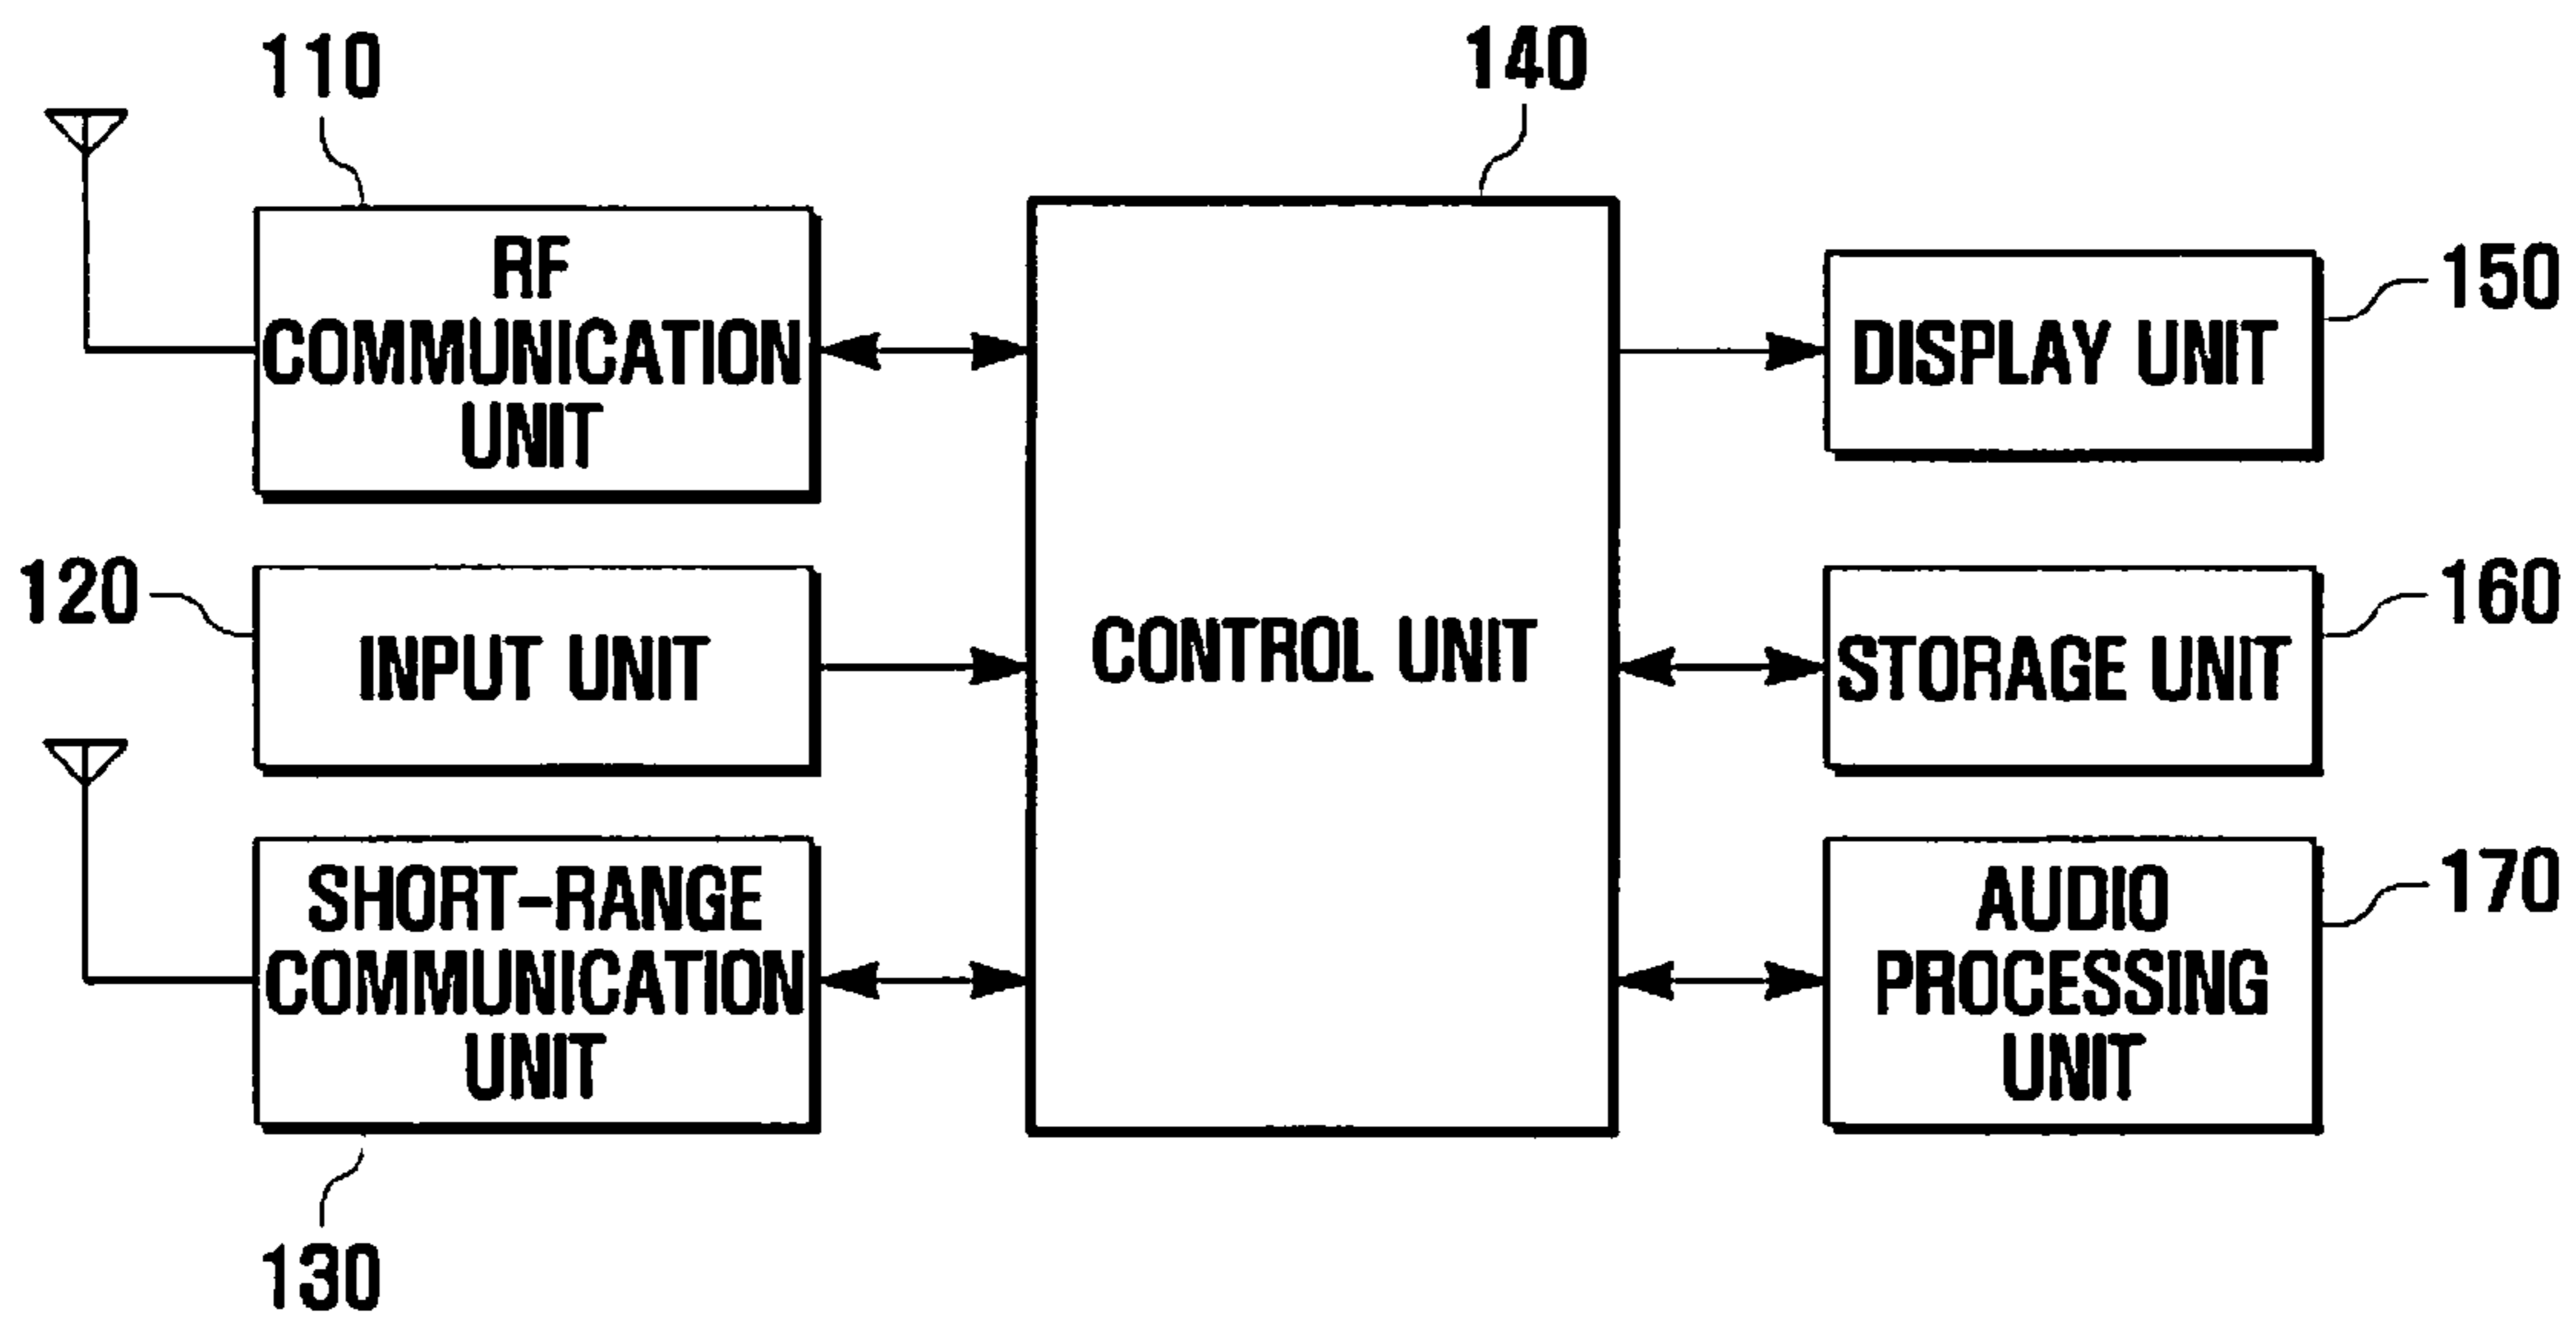 110
140
RF
COMMUNICATION
UNIT
DISPLAY UNIT
150
120
INPUT UNIT
CONTROL UNIT
STORAGE UNIT
160
SHORT-RANGE
COMMUNICATION
UNIT
AUDIO
PROCESSING
UNIT
170
130